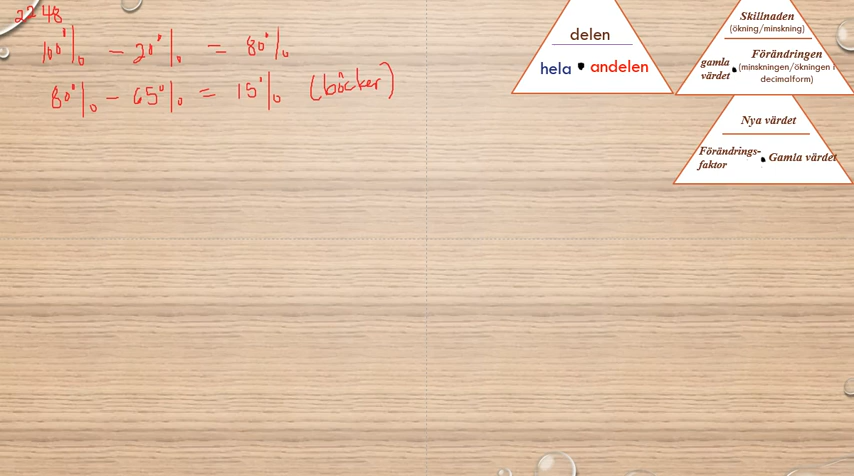 2248
100% - 20% = 80%
80% - 65% = 15% (böcker)
delen
hela • andelen
Skillnaden
(ökning/minskning)
gamla värdet • Förändringen
(minskningen/ökningen i decimalform)
Nya värdet
Förändrings-faktor • Gamla värdet